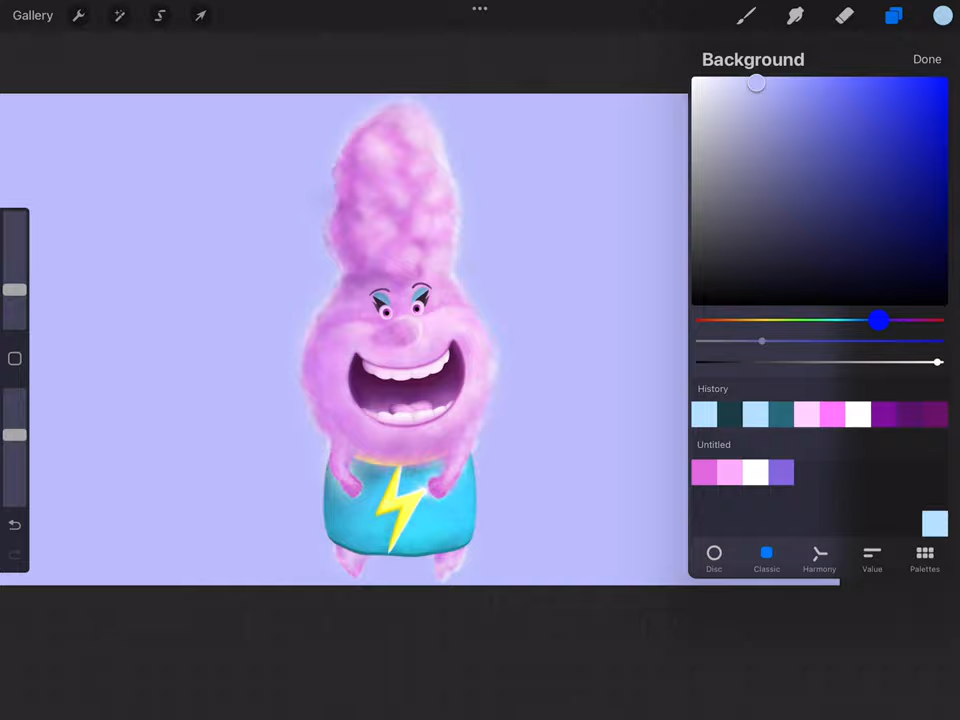 Gallery
Background
Done
History
Untitled
Disc
Classic
Harmony
Value
Palettes